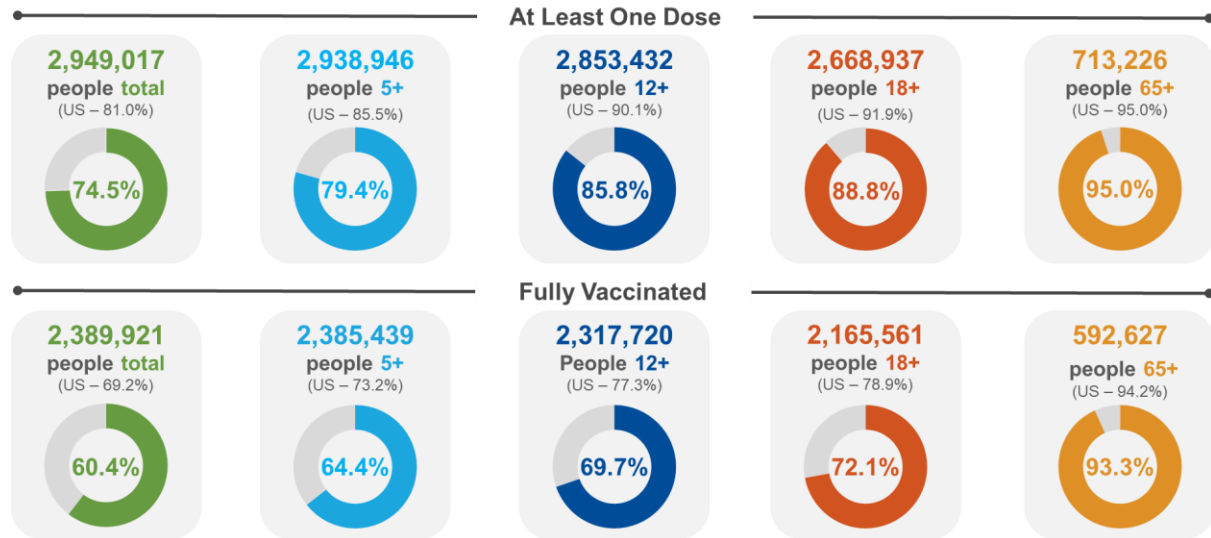 At Least One Dose
2,949,017
people total
(US – 81.0%)
74.5%
2,938,946
people 5+
(US – 85.5%)
79.4%
2,853,432
people 12+
(US – 90.1%)
85.8%
2,668,937
people 18+
(US – 91.9%)
88.8%
713,226
people 65+
(US – 95.0%)
95.0%
Fully Vaccinated
2,389,921
people total
(US – 69.2%)
60.4%
2,385,439
people 5+
(US – 73.2%)
64.4%
2,317,720
People 12+
(US – 77.3%)
69.7%
2,165,561
people 18+
(US – 78.9%)
72.1%
592,627
people 65+
(US – 94.2%)
93.3%